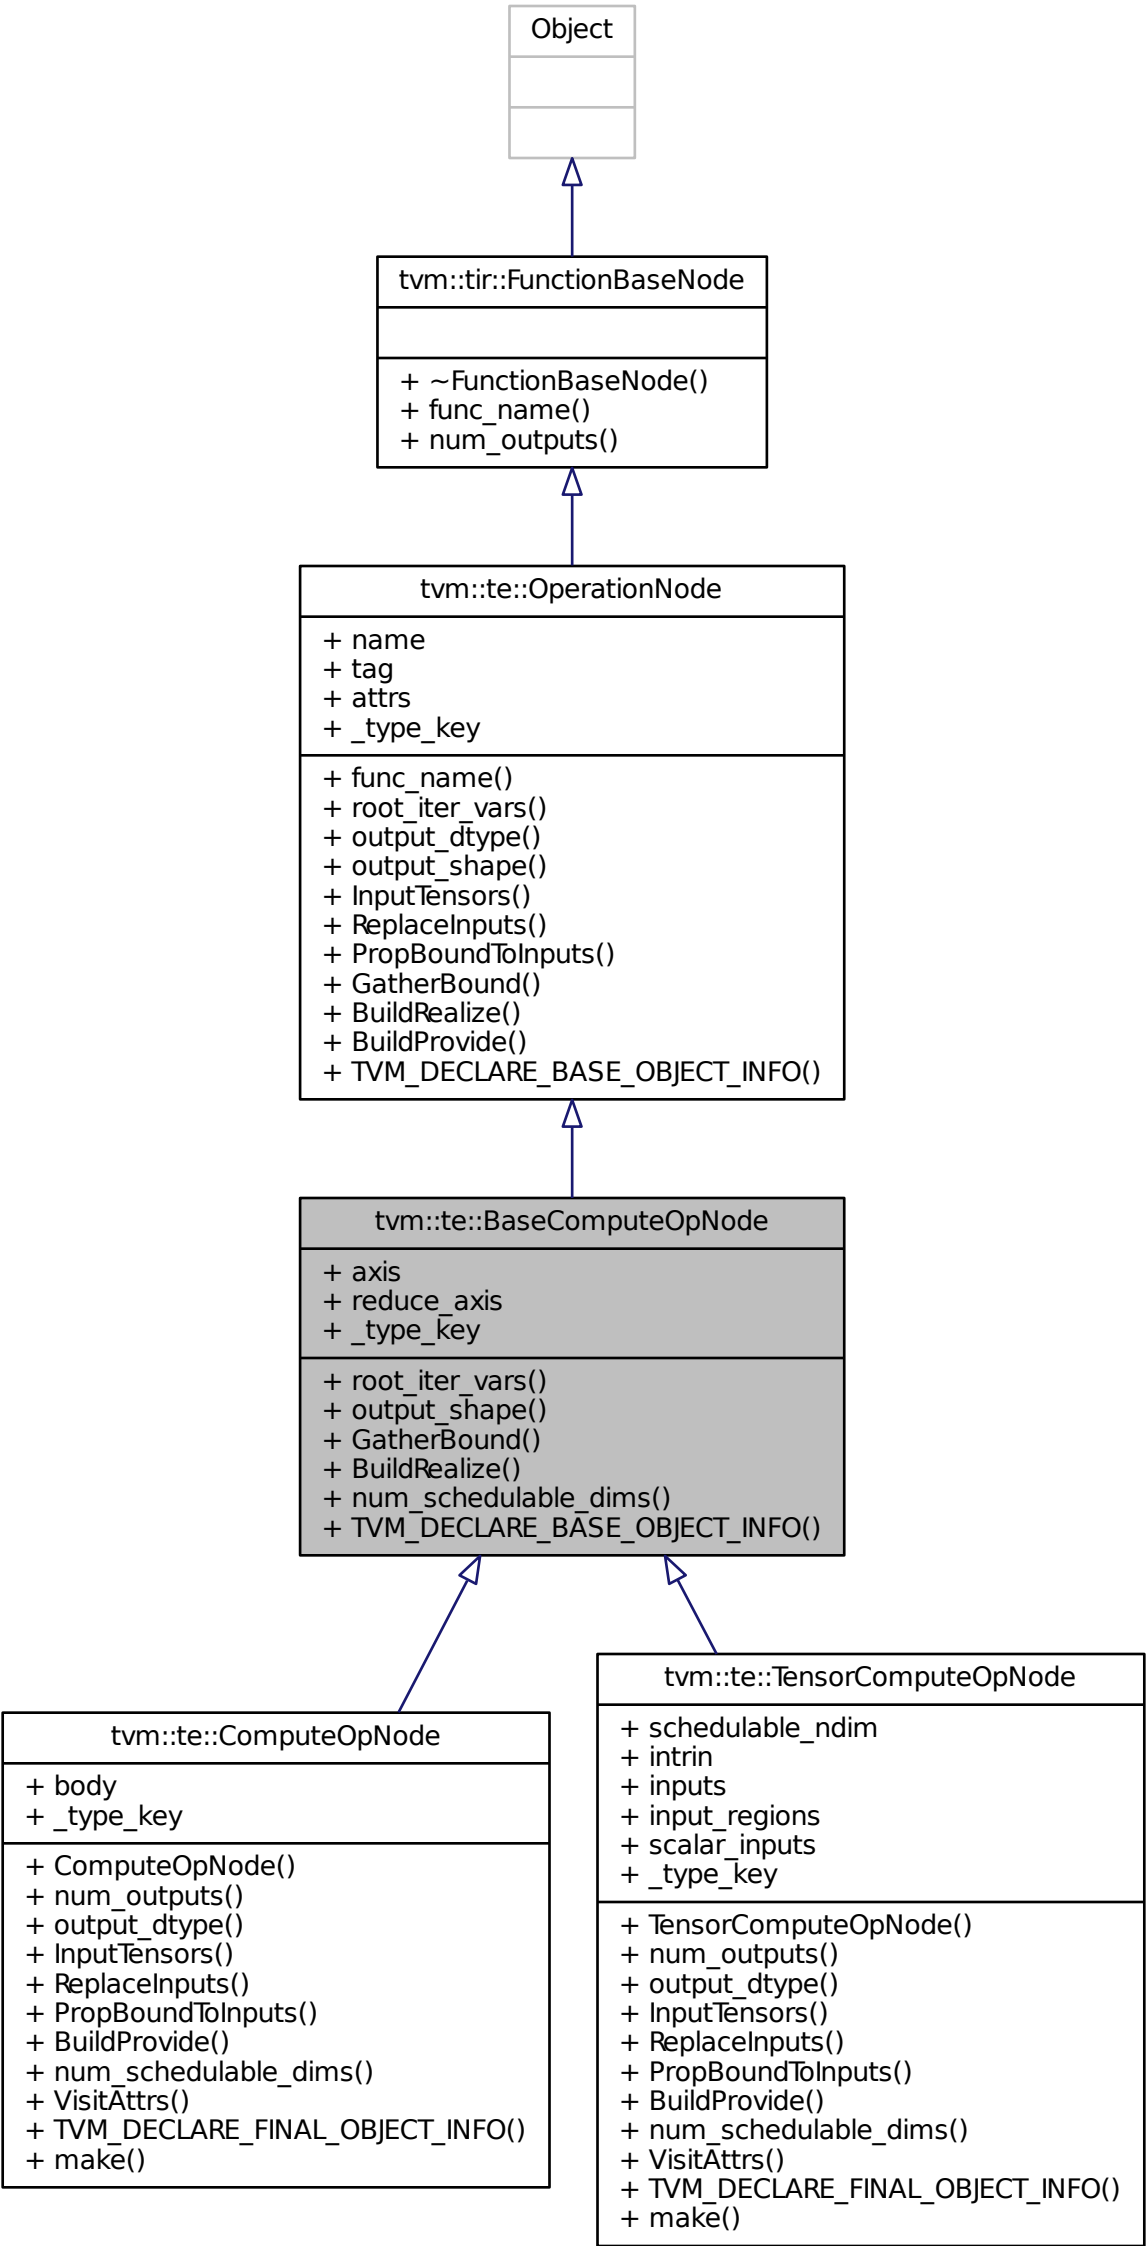 Object
tvm::tir::FunctionBaseNode
+ ~FunctionBaseNode()
+ func_name()
+ num_outputs()
tvm::te::OperationNode
+ name
+ tag
+ attrs
+ _type_key
+ func_name()
+ root_iter_vars()
+ output_dtype()
+ output_shape()
+ InputTensors()
+ ReplaceInputs()
+ PropBoundToInputs()
+ GatherBound()
+ BuildRealize()
+ BuildProvide()
+ TVM_DECLARE_BASE_OBJECT_INFO()
tvm::te::BaseComputeOpNode
+ axis
+ reduce_axis
+ _type_key
+ root_iter_vars()
+ output_shape()
+ GatherBound()
+ BuildRealize()
+ num_schedulable_dims()
+ TVM_DECLARE_BASE_OBJECT_INFO()
tvm::te::ComputeOpNode
+ body
+ _type_key
+ ComputeOpNode()
+ num_outputs()
+ output_dtype()
+ InputTensors()
+ ReplaceInputs()
+ PropBoundToInputs()
+ BuildProvide()
+ num_schedulable_dims()
+ VisitAttrs()
+ TVM_DECLARE_FINAL_OBJECT_INFO()
+ make()
tvm::te::TensorComputeOpNode
+ schedulable_ndim
+ intrin
+ inputs
+ input_regions
+ scalar_inputs
+ _type_key
+ TensorComputeOpNode()
+ num_outputs()
+ output_dtype()
+ InputTensors()
+ ReplaceInputs()
+ PropBoundToInputs()
+ BuildProvide()
+ num_schedulable_dims()
+ VisitAttrs()
+ TVM_DECLARE_FINAL_OBJECT_INFO()
+ make()